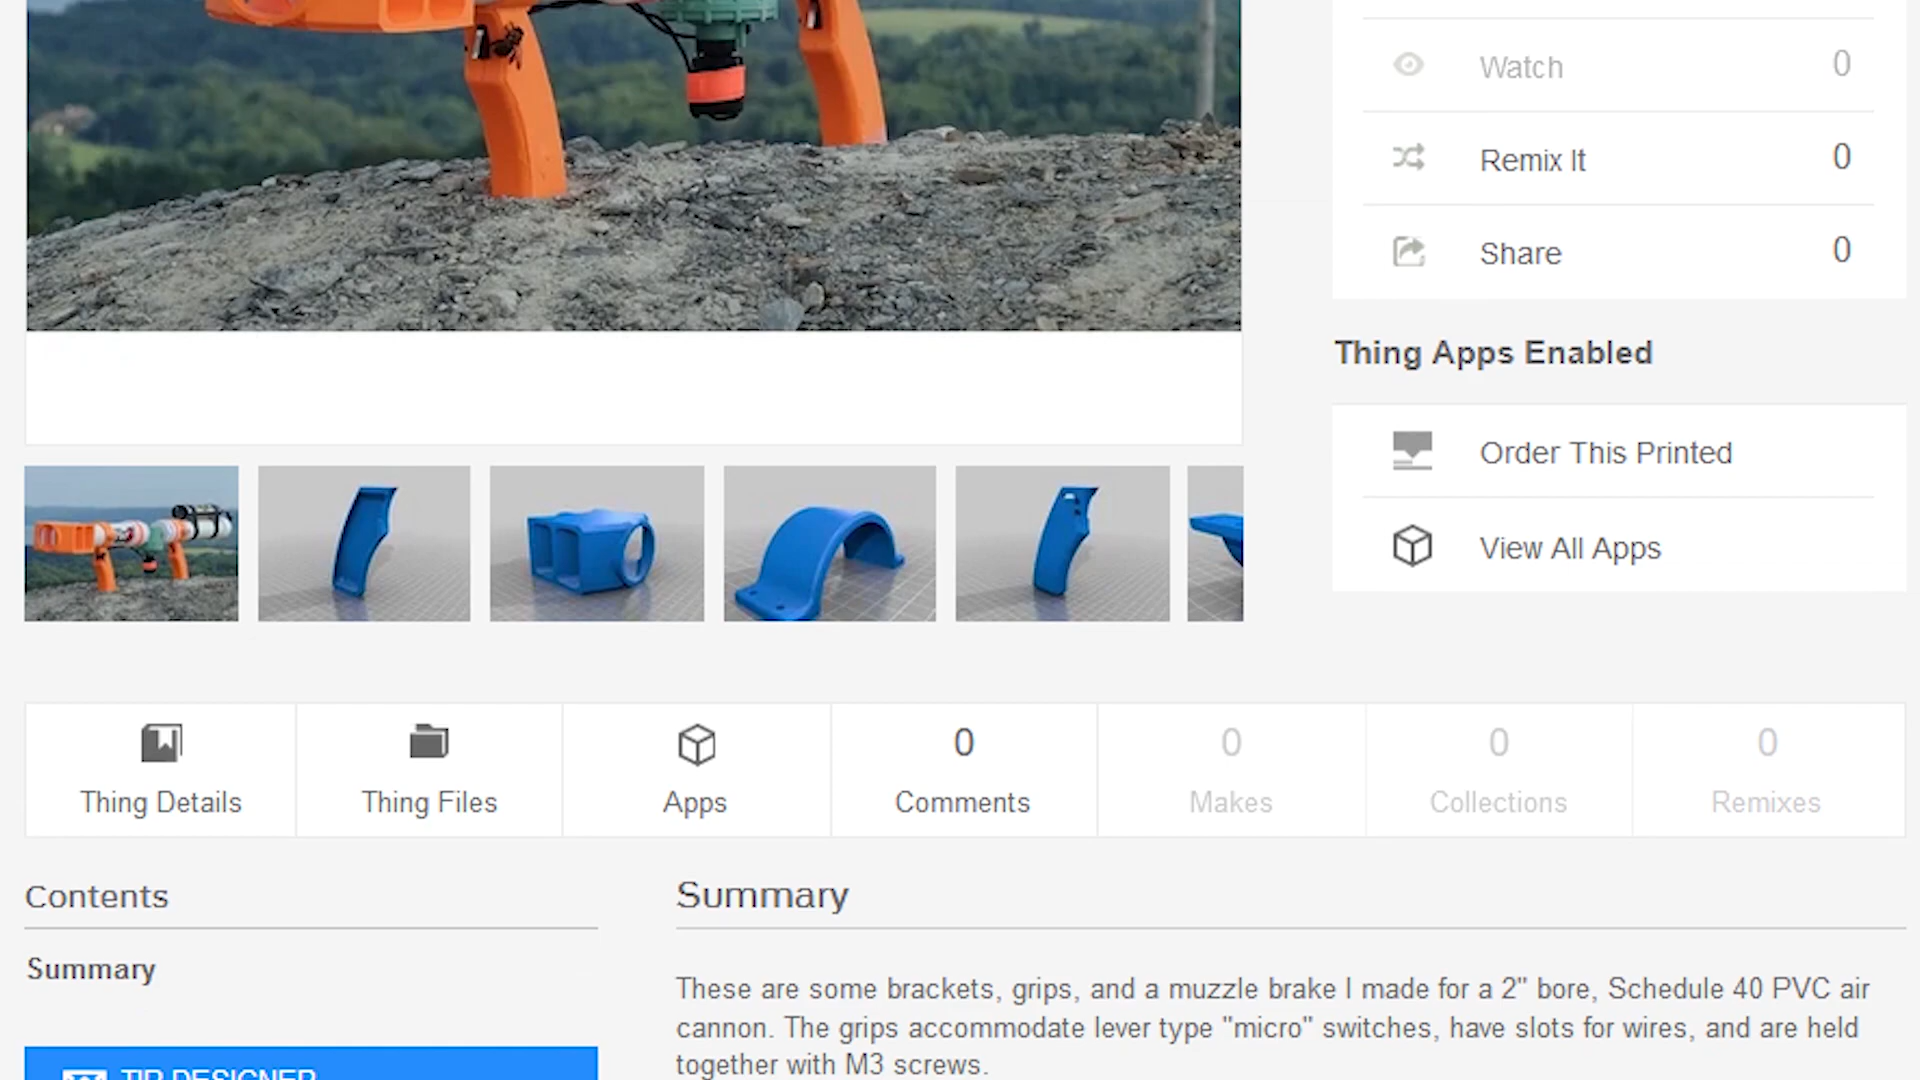 Watch 0
Remix It 0
Share 0
Thing Apps Enabled
Order This Printed
View All Apps
Thing Details
Thing Files
Apps
0 Comments
0 Makes
0 Collections
0 Remixes
Contents
Summary
Summary
These are some brackets, grips, and a muzzle brake I made for a 2" bore, Schedule 40 PVC air
cannon. The grips accommodate lever type "micro" switches, have slots for wires, and are held
together with M3 screws.
TIP DESIGNER